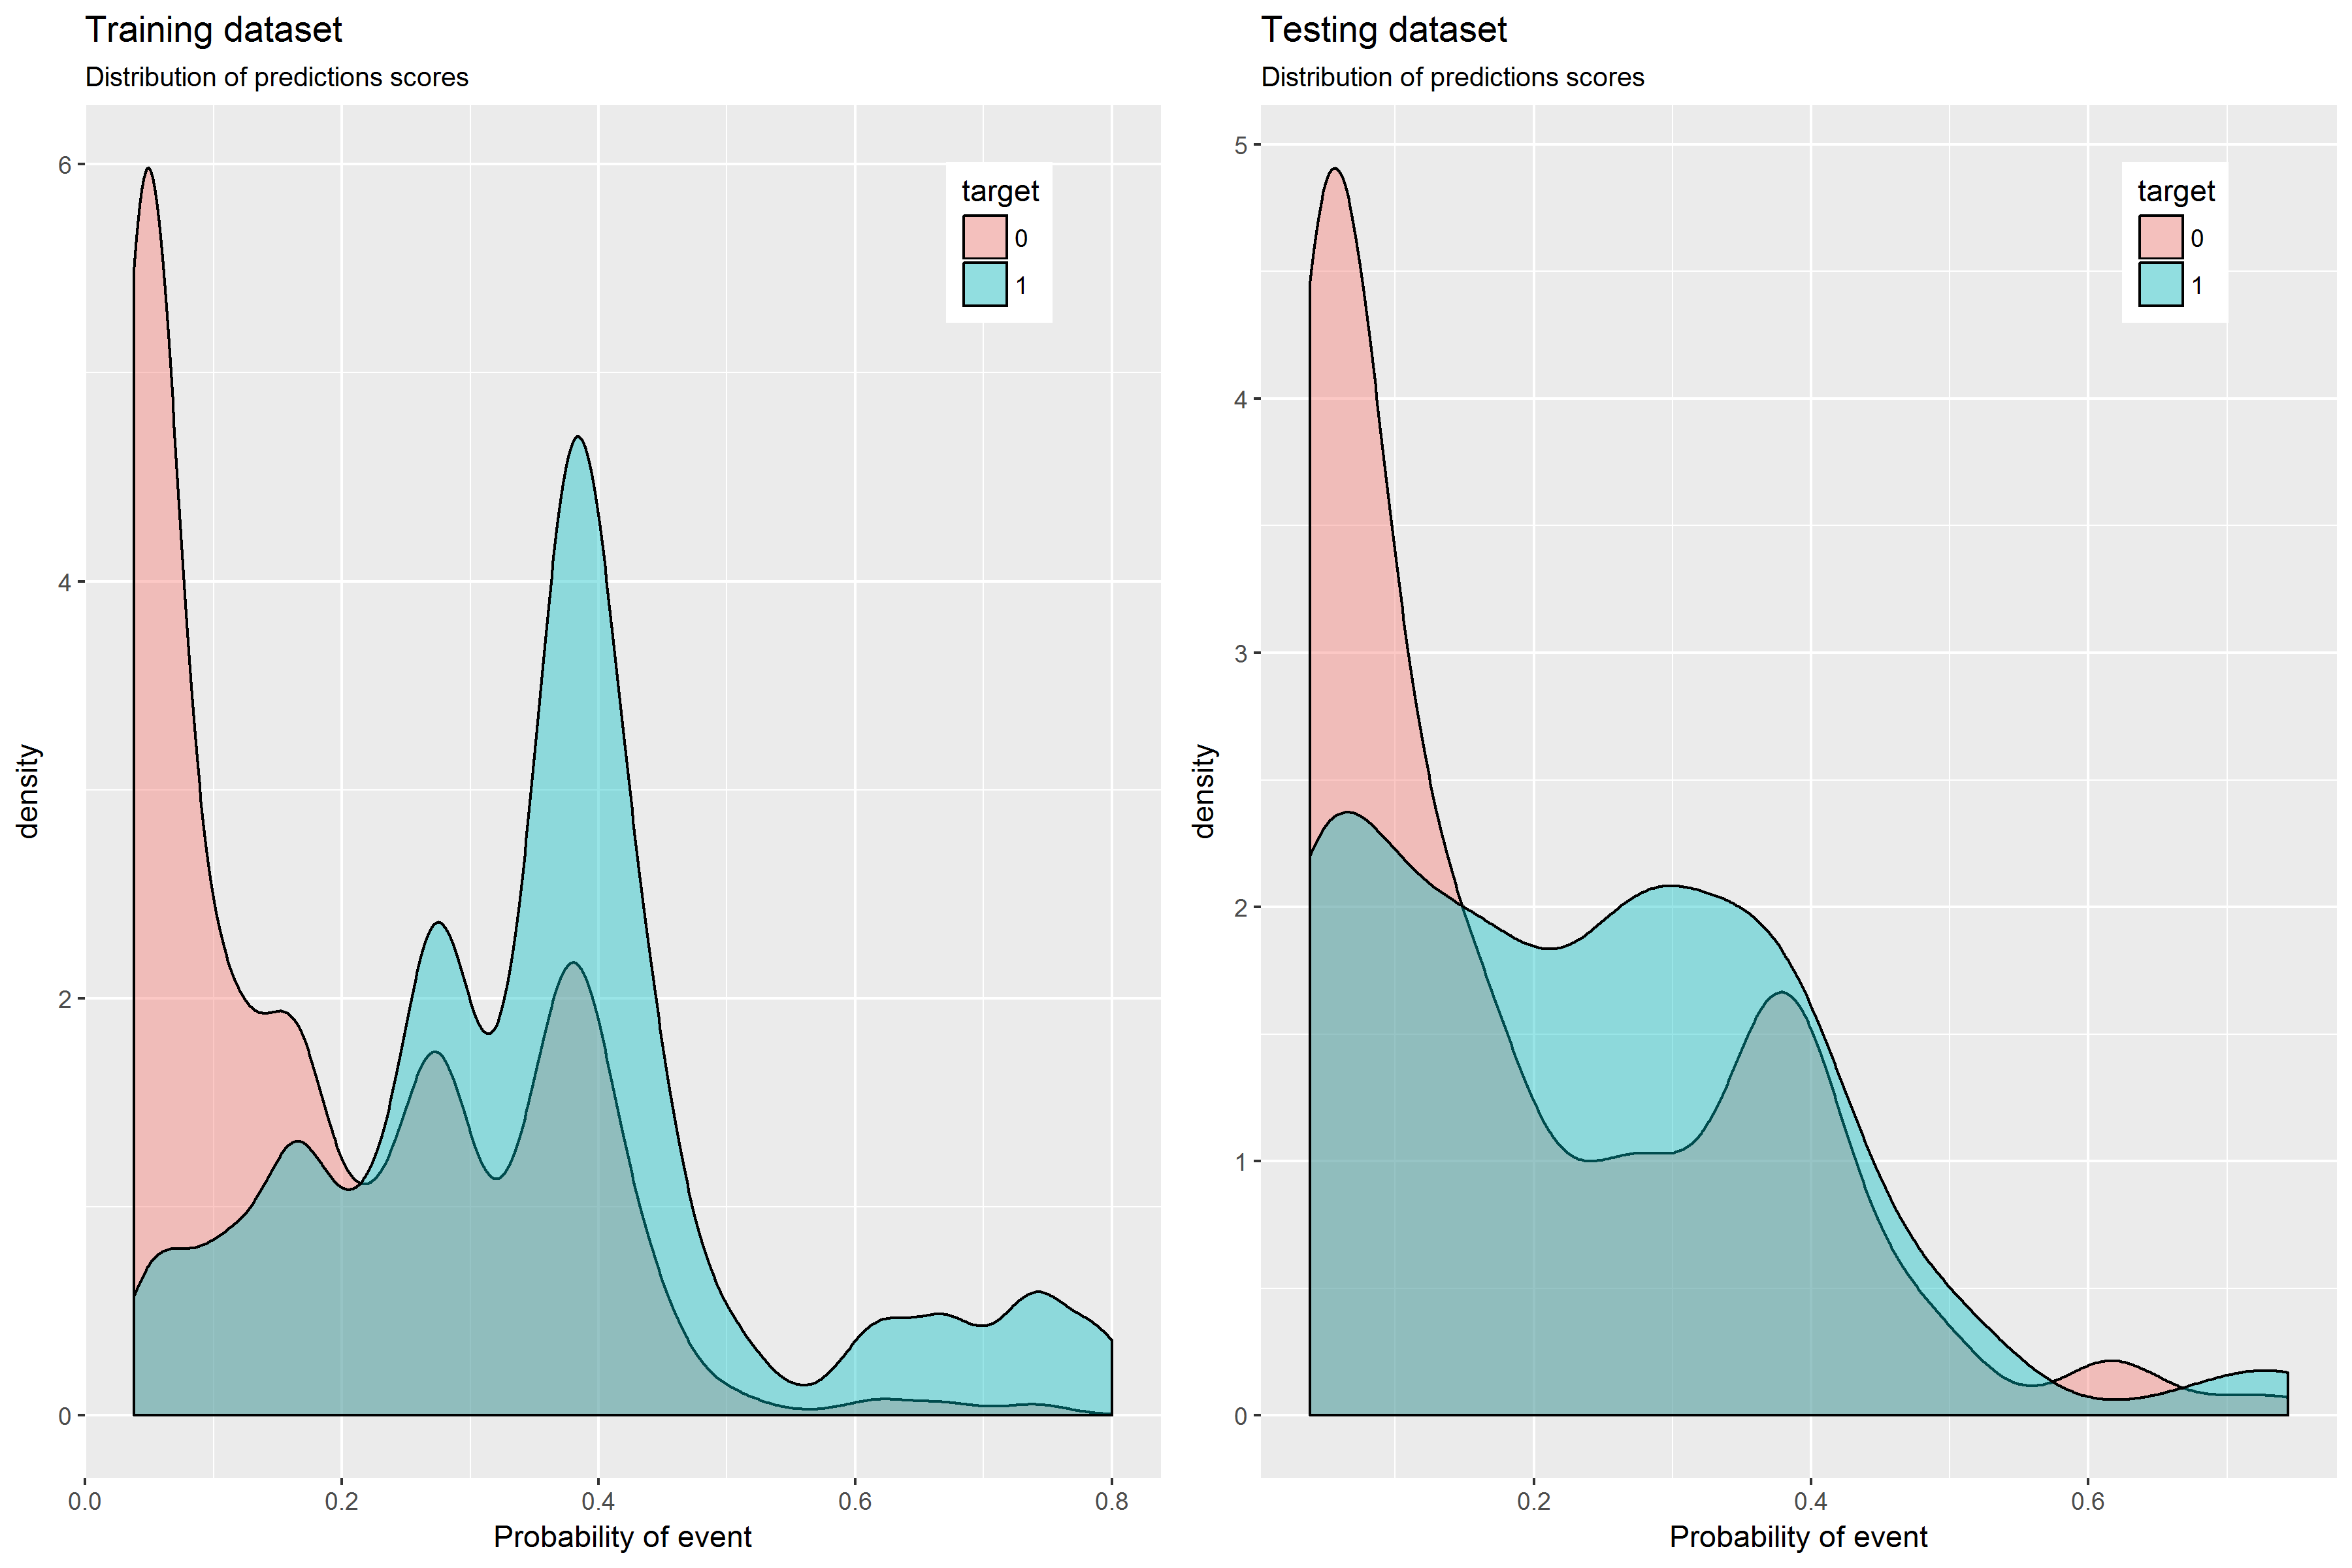 Training dataset
Distribution of predictions scores
6
4
2
0
density
0.0 0.2 0.4 0.6 0.8
Probability of event
target
0
1
Testing dataset
Distribution of predictions scores
5
4
3
2
1
0
density
0.2 0.4 0.6
Probability of event
target
0
1